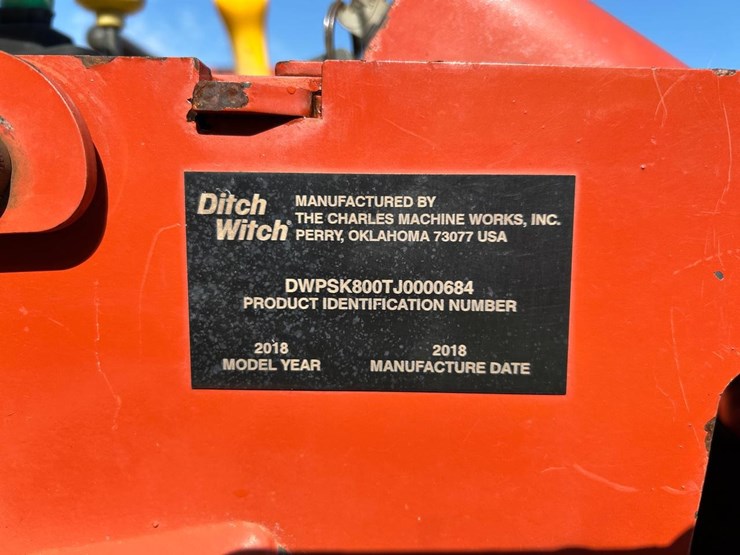 Ditch Witch®
MANUFACTURED BY
THE CHARLES MACHINE WORKS, INC.
PERRY, OKLAHOMA 73077 USA
DWPSK800TJ0000684
PRODUCT IDENTIFICATION NUMBER
2018
MODEL YEAR
2018
MANUFACTURE DATE